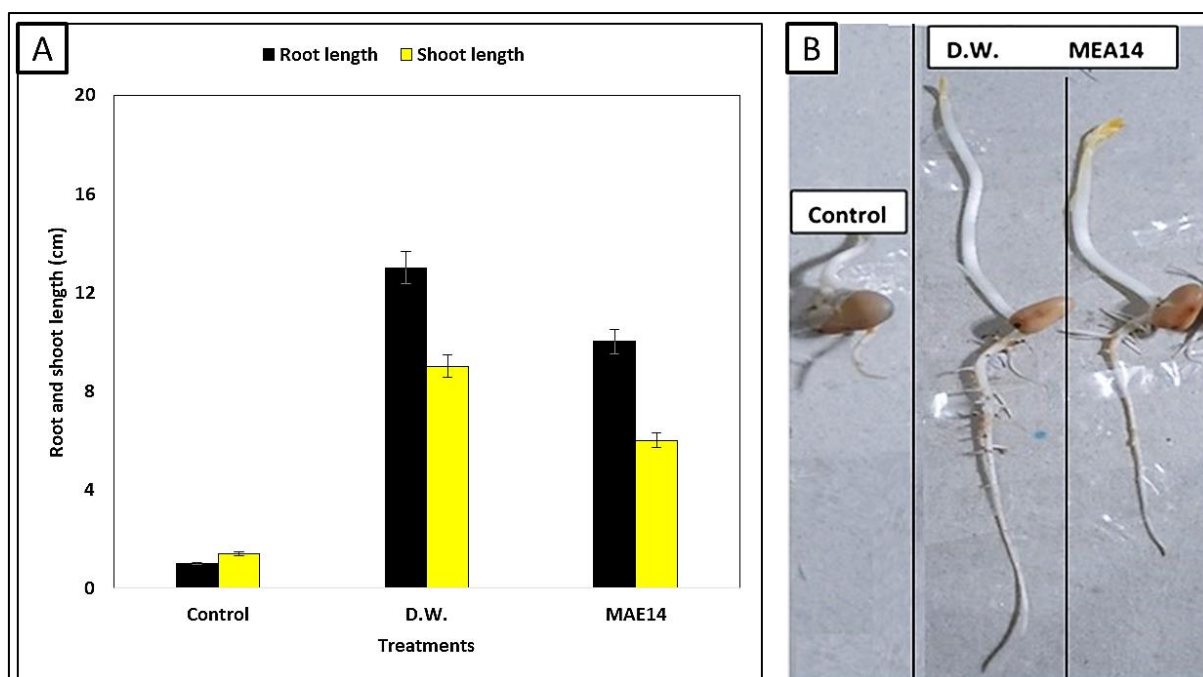 A
Root length Shoot length
20
16
12
8
4
0
Root and shoot length (cm)
Control D.W. MAE14
Treatments
B
D.W. MEA14
Control